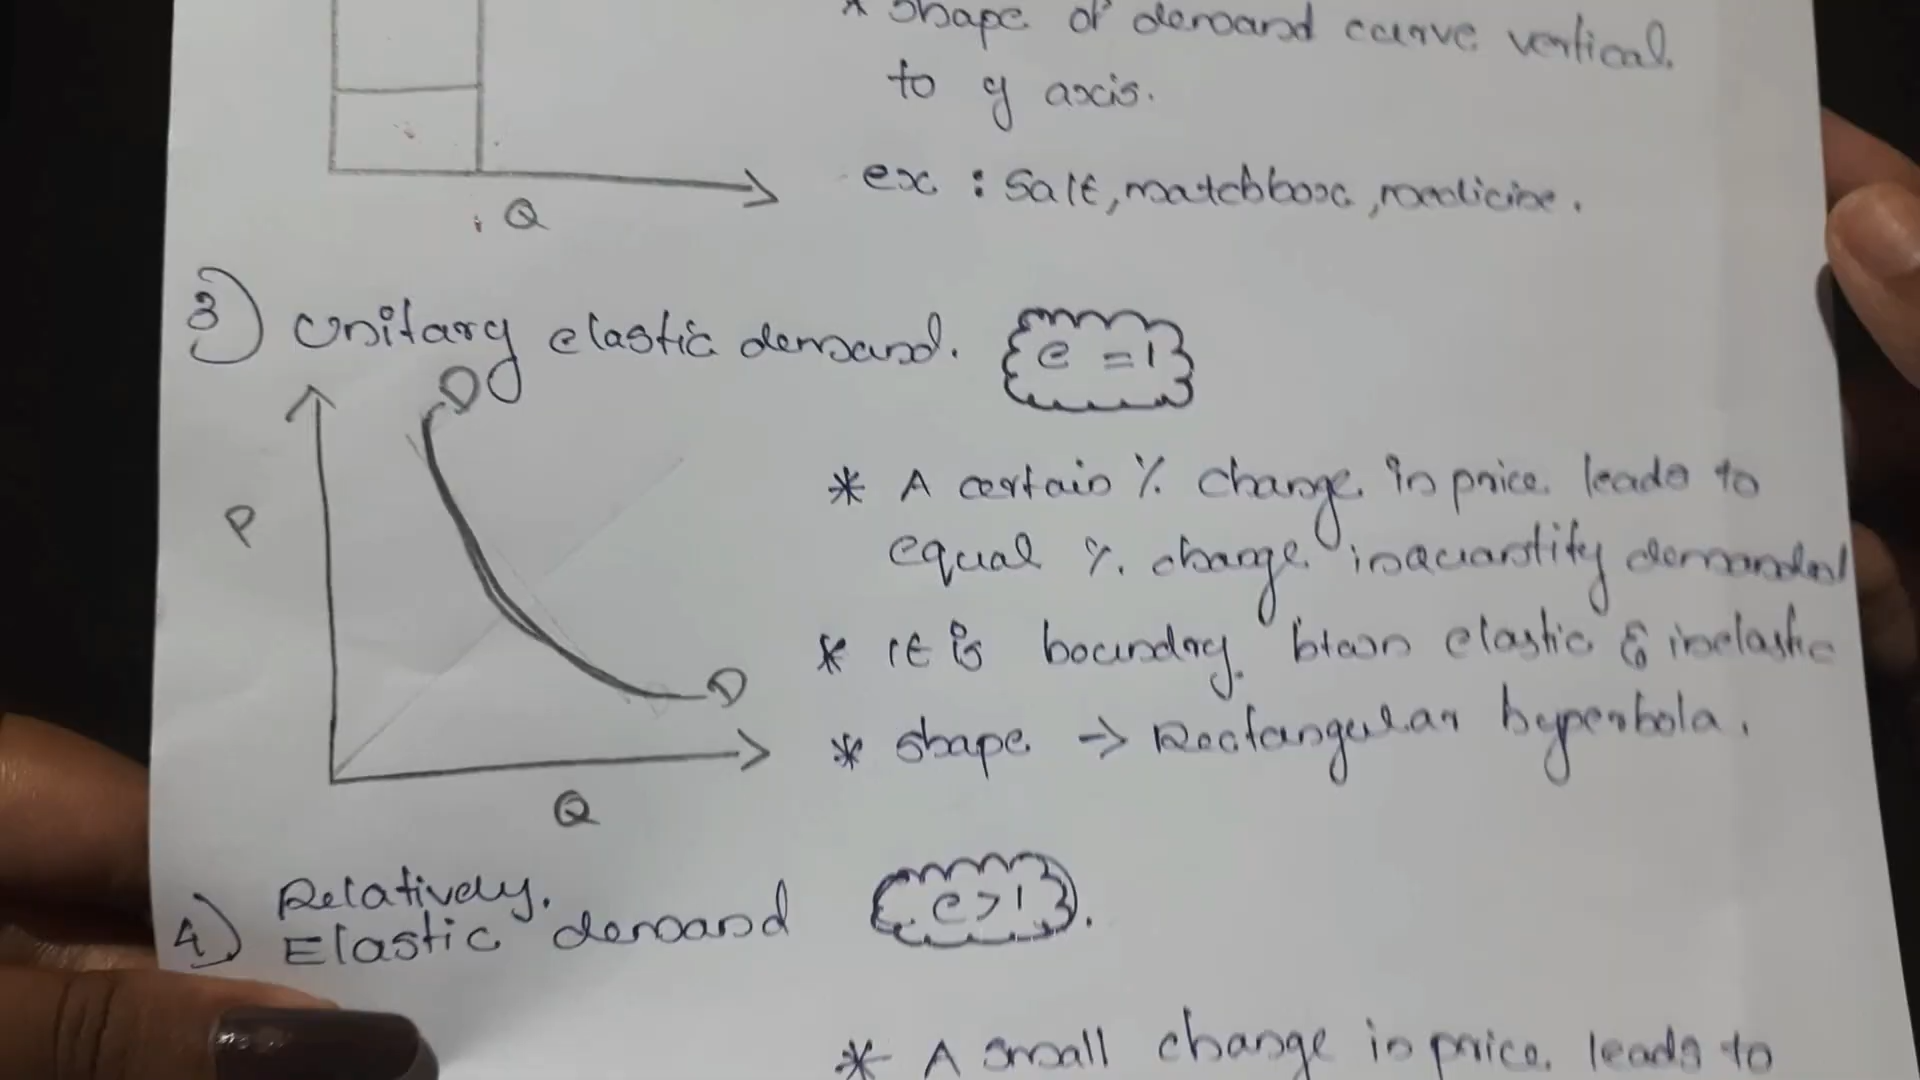 * Shape of demand curve vertical
to y axis.
ex : Salt, matchbox, medicine.
Q
3) Unitary elastic demand.
e = 1
D
P
* A certain % change in price leads to
equal % change in quantity demanded
* It is boundry btwn elastic & inelastic
D
* shape → Rectangular hyperbola.
Q
4) Relatively.
Elastic demand
e > 1
* A small change in price leads to